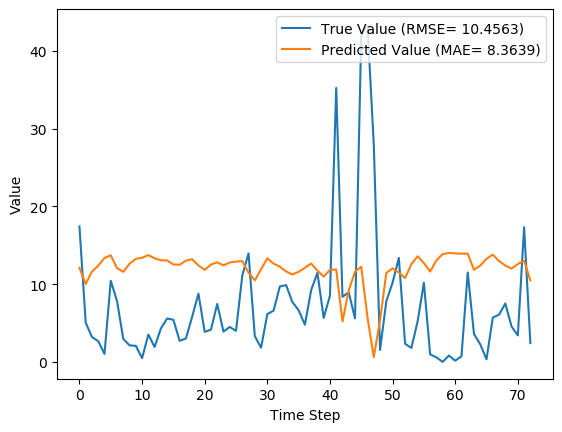 True Value (RMSE= 10.4563)
Predicted Value (MAE= 8.3639)
40
30
20
10
0
Value
0 10 20 30 40 50 60 70
Time Step